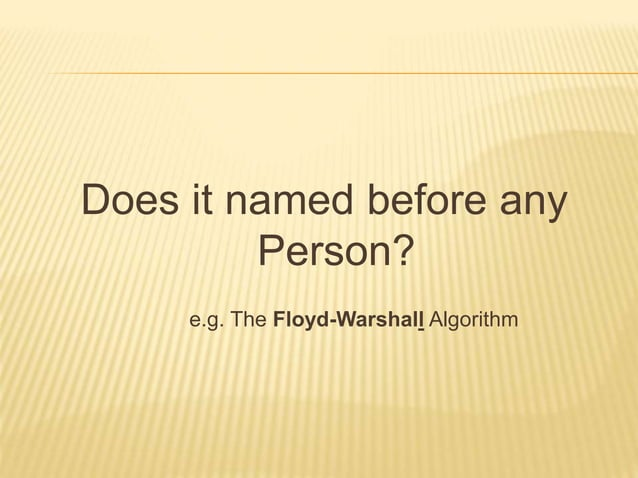 Does it named before any
Person?
e.g. The Floyd-Warshall Algorithm